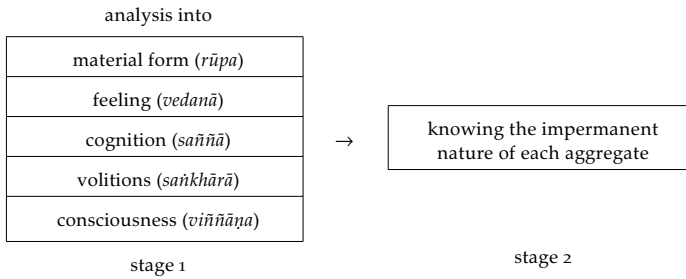 analysis into
material form (rūpa)
feeling (vedanā)
cognition (saññā)
volitions (saṅkhārā)
consciousness (viññāṇa)
stage 1
→
knowing the impermanent
nature of each aggregate
stage 2